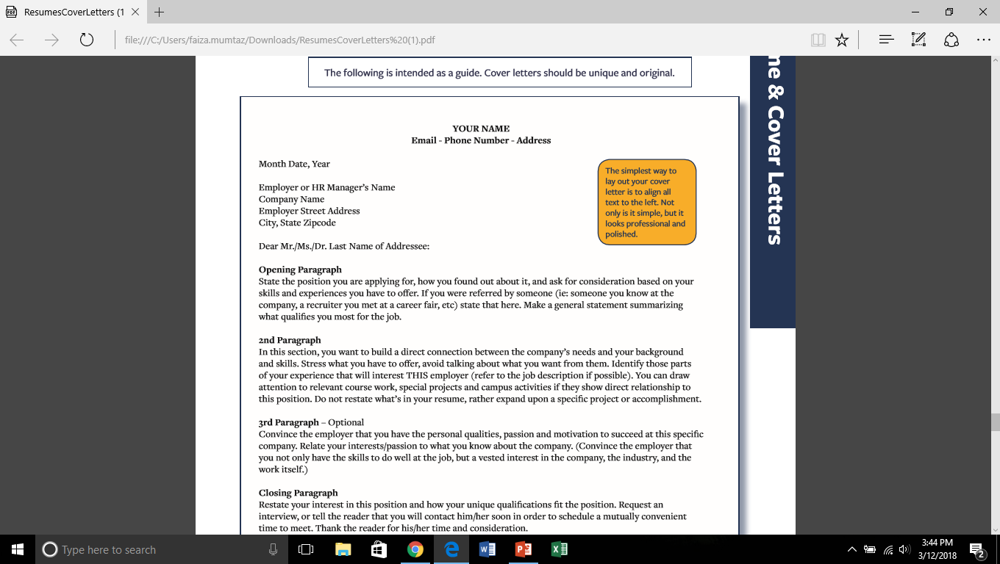 ResumesCoverLetters (1
file:///C:/Users/faiza.mumtaz/Downloads/ResumesCoverLetters%20(1).pdf
The following is intended as a guide. Cover letters should be unique and original.
YOUR NAME
Email - Phone Number - Address
Month Date, Year
Employer or HR Manager's Name
Company Name
Employer Street Address
City, State Zipcode
The simplest way to
lay out your cover
letter is to align all
text to the left. Not
only is it simple, but it
looks professional and
polished.
Dear Mr./Ms./Dr. Last Name of Addressee:
Opening Paragraph
State the position you are applying for, how you found out about it, and ask for consideration based on your
skills and experiences you have to offer. If you were referred by someone (ie: someone you know at the
company, a recruiter you met at a career fair, etc) state that here. Make a general statement summarizing
what qualifies you most for the job.
2nd Paragraph
In this section, you want to build a direct connection between the company's needs and your background
and skills. Stress what you have to offer, avoid talking about what you want from them. Identify those parts
of your experience that will interest THIS employer (refer to the job description if possible). You can draw
attention to relevant course work, special projects and campus activities if they show direct relationship to
this position. Do not restate what's in your resume, rather expand upon a specific project or accomplishment.
3rd Paragraph – Optional
Convince the employer that you have the personal qualities, passion and motivation to succeed at this specific
company. Relate your interests/passion to what you know about the company. (Convince the employer that
you not only have the skills to do well at the job, but a vested interest in the company, the industry, and the
work itself.)
Closing Paragraph
Restate your interest in this position and how your unique qualifications fit the position. Request an
interview, or tell the reader that you will contact him/her soon in order to schedule a mutually convenient
time to meet. Thank the reader for his/her time and consideration.
me & Cover Letters
Type here to search
3:44 PM
3/12/2018
2